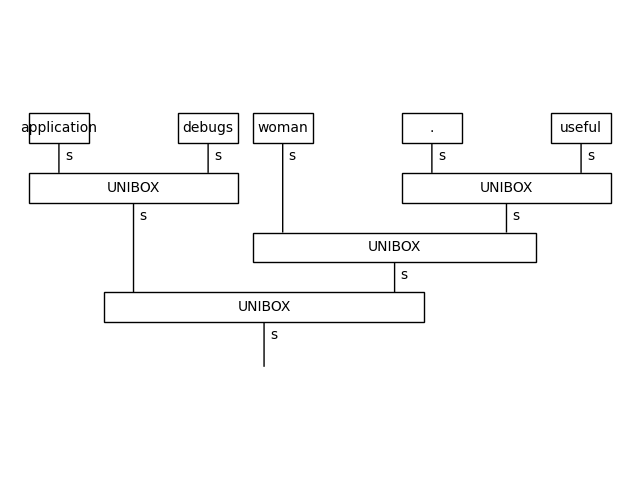 application debugs woman . useful
s s s s s
UNIBOX UNIBOX
s s
UNIBOX
s
UNIBOX
s